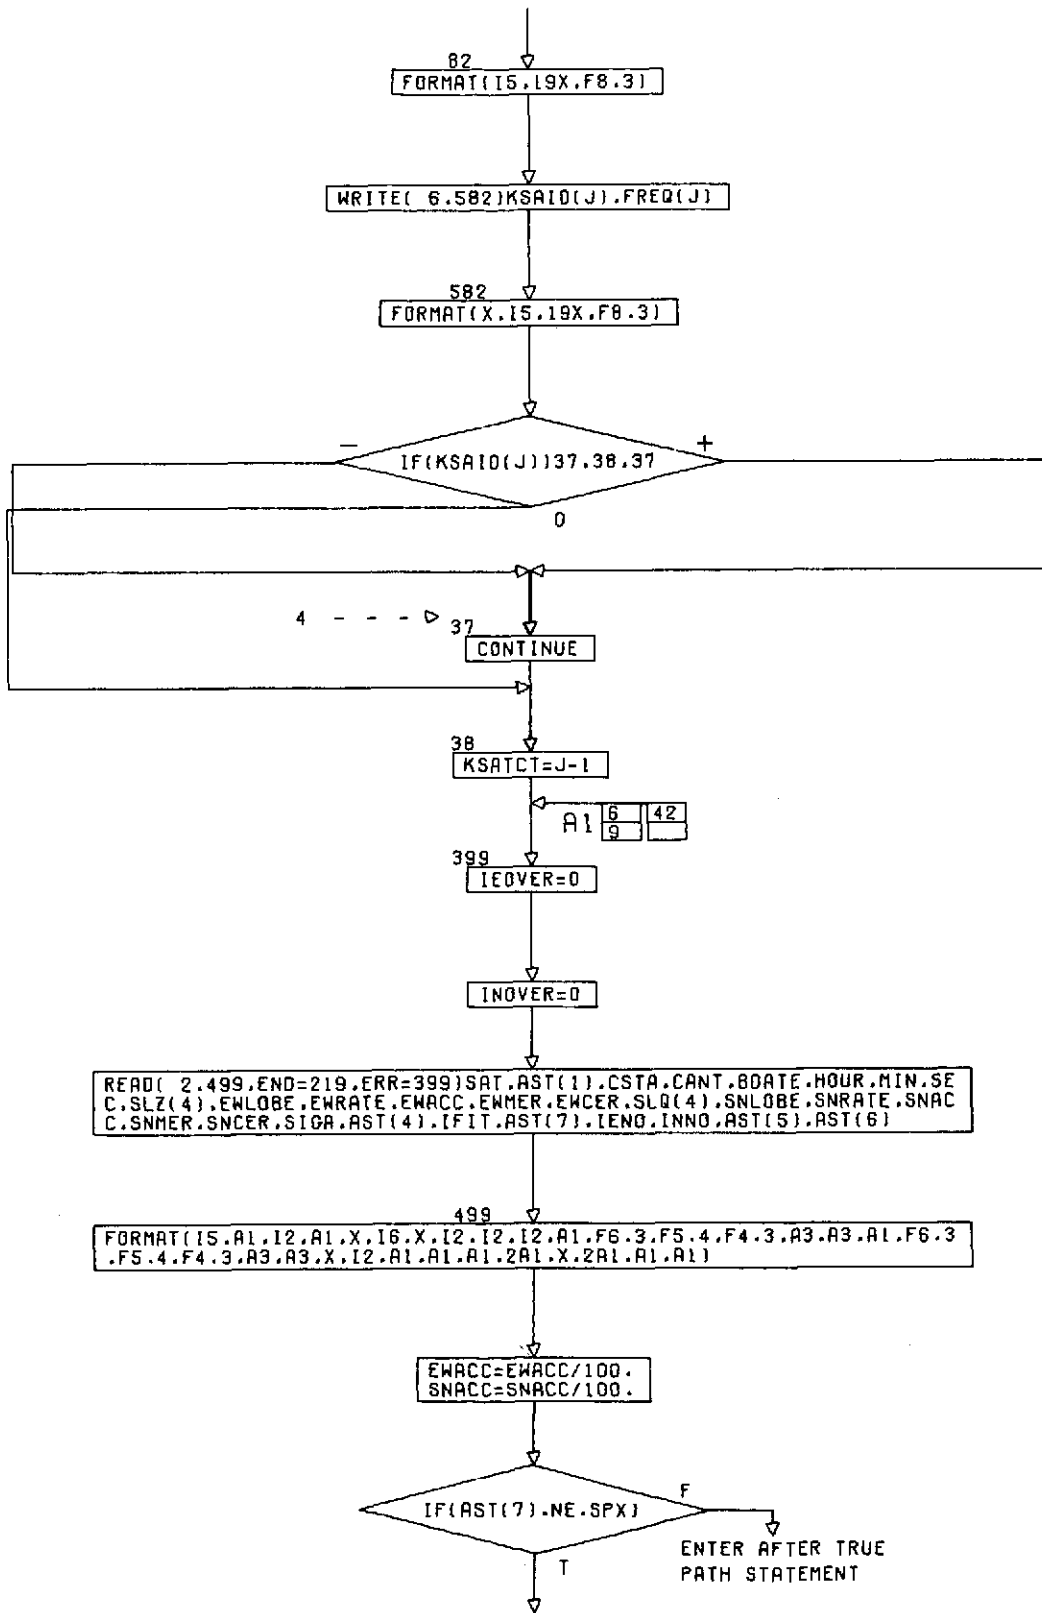 82
FORMAT(I5.19X.F8.3)
WRITE( 6.582)KSAID(J).FREQ(J)
582
FORMAT(X.I5.19X.F8.3)
- +
IF(KSAID(J))37.38.37
0
4 - - -
37
CONTINUE
38
KSATCT=J-1
A1 6 42
9
399
IEOVER=0
INOVER=0
READ( 2.499.END=219.ERR=399)SAT.AST(1).CSTA.CANT.BDATE.HOUR.MIN.SE
C.SLZ(4).EWLOBE.EWRATE.EWACC.EWMER.EWCER.SLQ(4).SNLOBE.SNRATE.SNAC
C.SNMER.SNCER.SIGA.AST(4).IFIT.AST(7).IENO.INNO.AST(5).AST(6)
499
FORMAT(I5.A1.I2.A1.X.I6.X.I2.I2.I2.A1.F6.3.F5.4.F4.3.A3.A3.A1.F6.3
.F5.4.F4.3.A3.A3.X.I2.A1.A1.A1.2A1.X.2A1.A1.A1)
EWACC=EWACC/100.
SNACC=SNACC/100.
F
IF(AST(7).NE.SPX)
T
ENTER AFTER TRUE
PATH STATEMENT